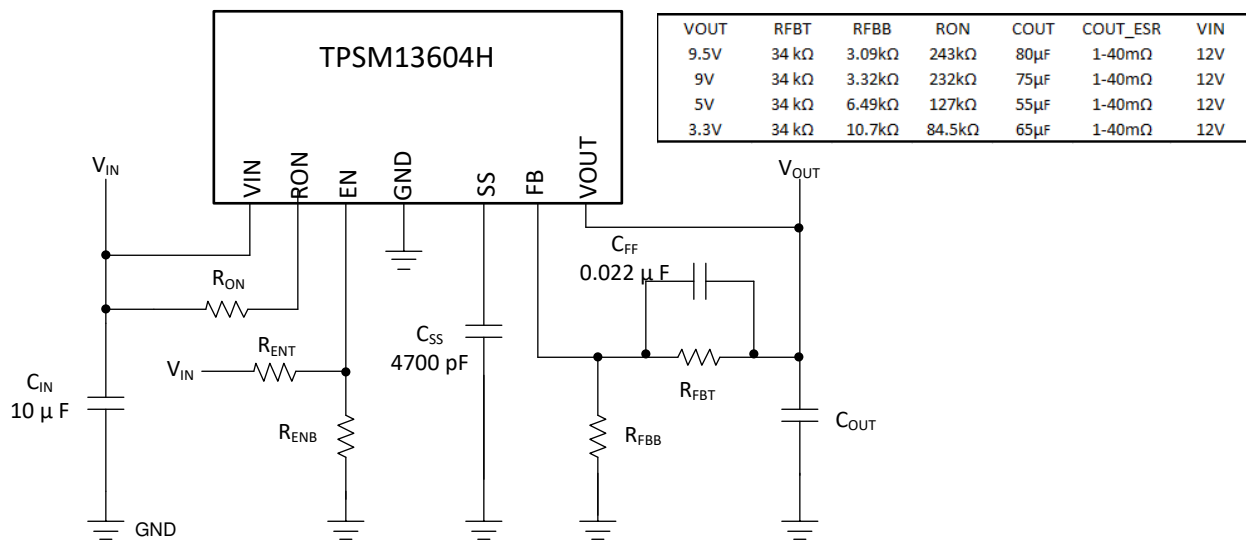 TPSM13604H
VOUT RFBT RFBB RON COUT COUT_ESR VIN
9.5V 34 kΩ 3.09kΩ 243kΩ 80µF 1-40mΩ 12V
9V 34 kΩ 3.32kΩ 232kΩ 75µF 1-40mΩ 12V
5V 34 kΩ 6.49kΩ 127kΩ 55µF 1-40mΩ 12V
3.3V 34 kΩ 10.7kΩ 84.5kΩ 65µF 1-40mΩ 12V
VIN
RON
EN
GND
SS
FB
VOUT
VIN
VOUT
CFF
0.022 µ F
RON
CSS
4700 pF
RENT
VIN
CIN
10 µ F
RENB
RFBT
RFBB
COUT
GND